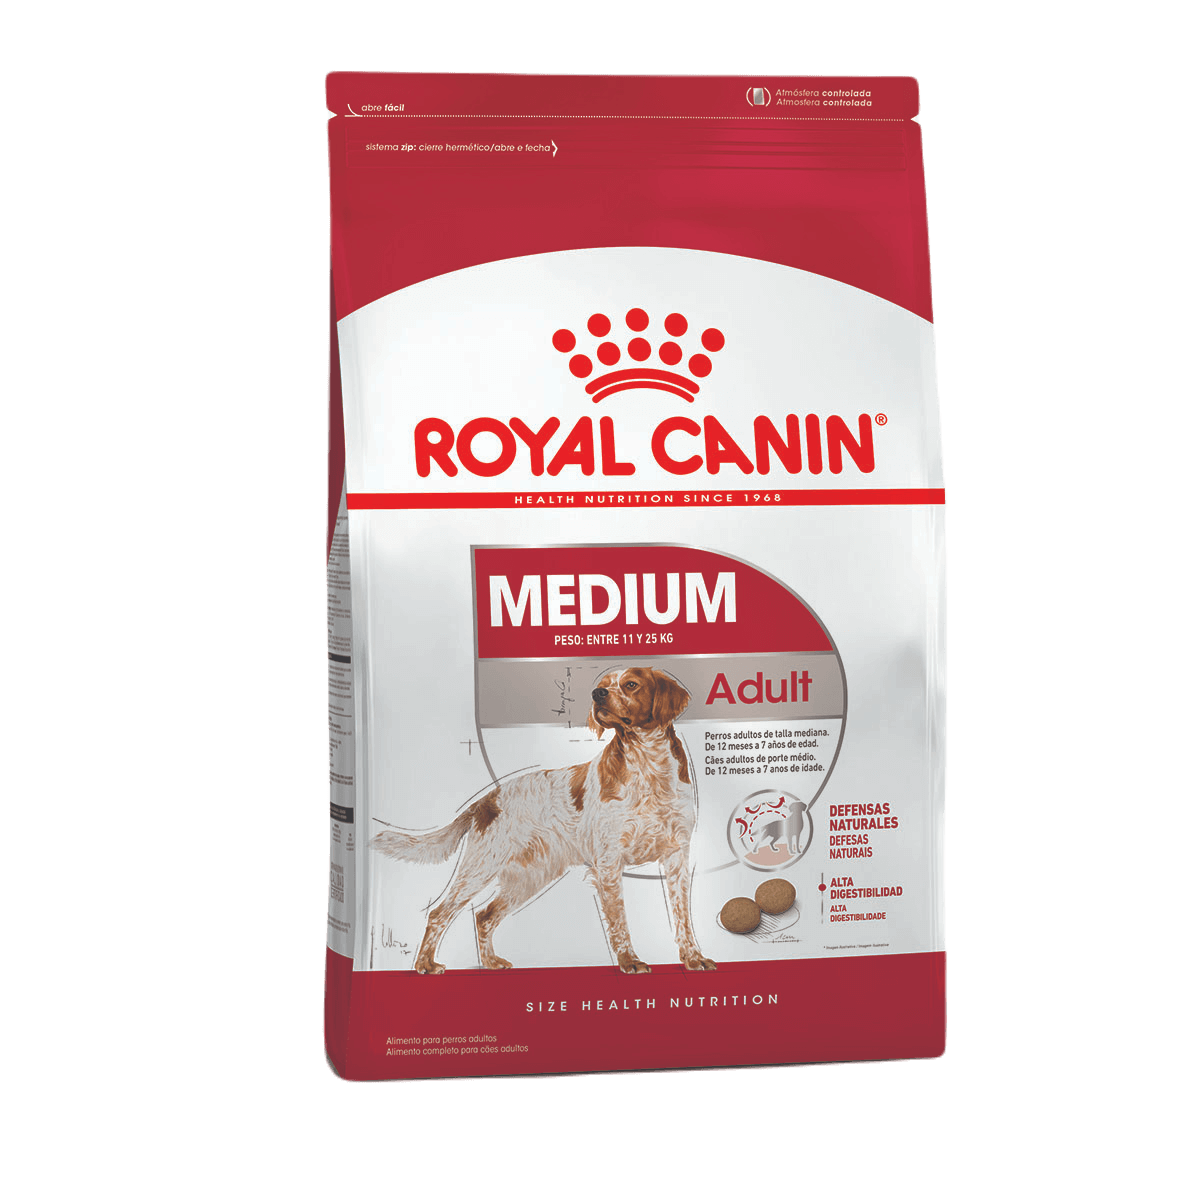 abre fácil
Atmósfera controlada
Atmosfera controlada
sistema zip: cierre hermético/abre e fecha
ROYAL CANIN®
HEALTH NUTRITION SINCE 1968
MEDIUM
PESO: ENTRE 11 Y 25 KG
Adult
Perros adultos de talla mediana.
De 12 meses a 7 años de edad.
Cães adultos de porte médio.
De 12 meses a 7 anos de idade.
DEFENSAS
NATURALES
DEFESAS
NATURAIS
ALTA
DIGESTIBILIDAD
ALTA
DIGESTIBILIDADE
SIZE HEALTH NUTRITION
Alimento para perros adultos
Alimento completo para cães adultos